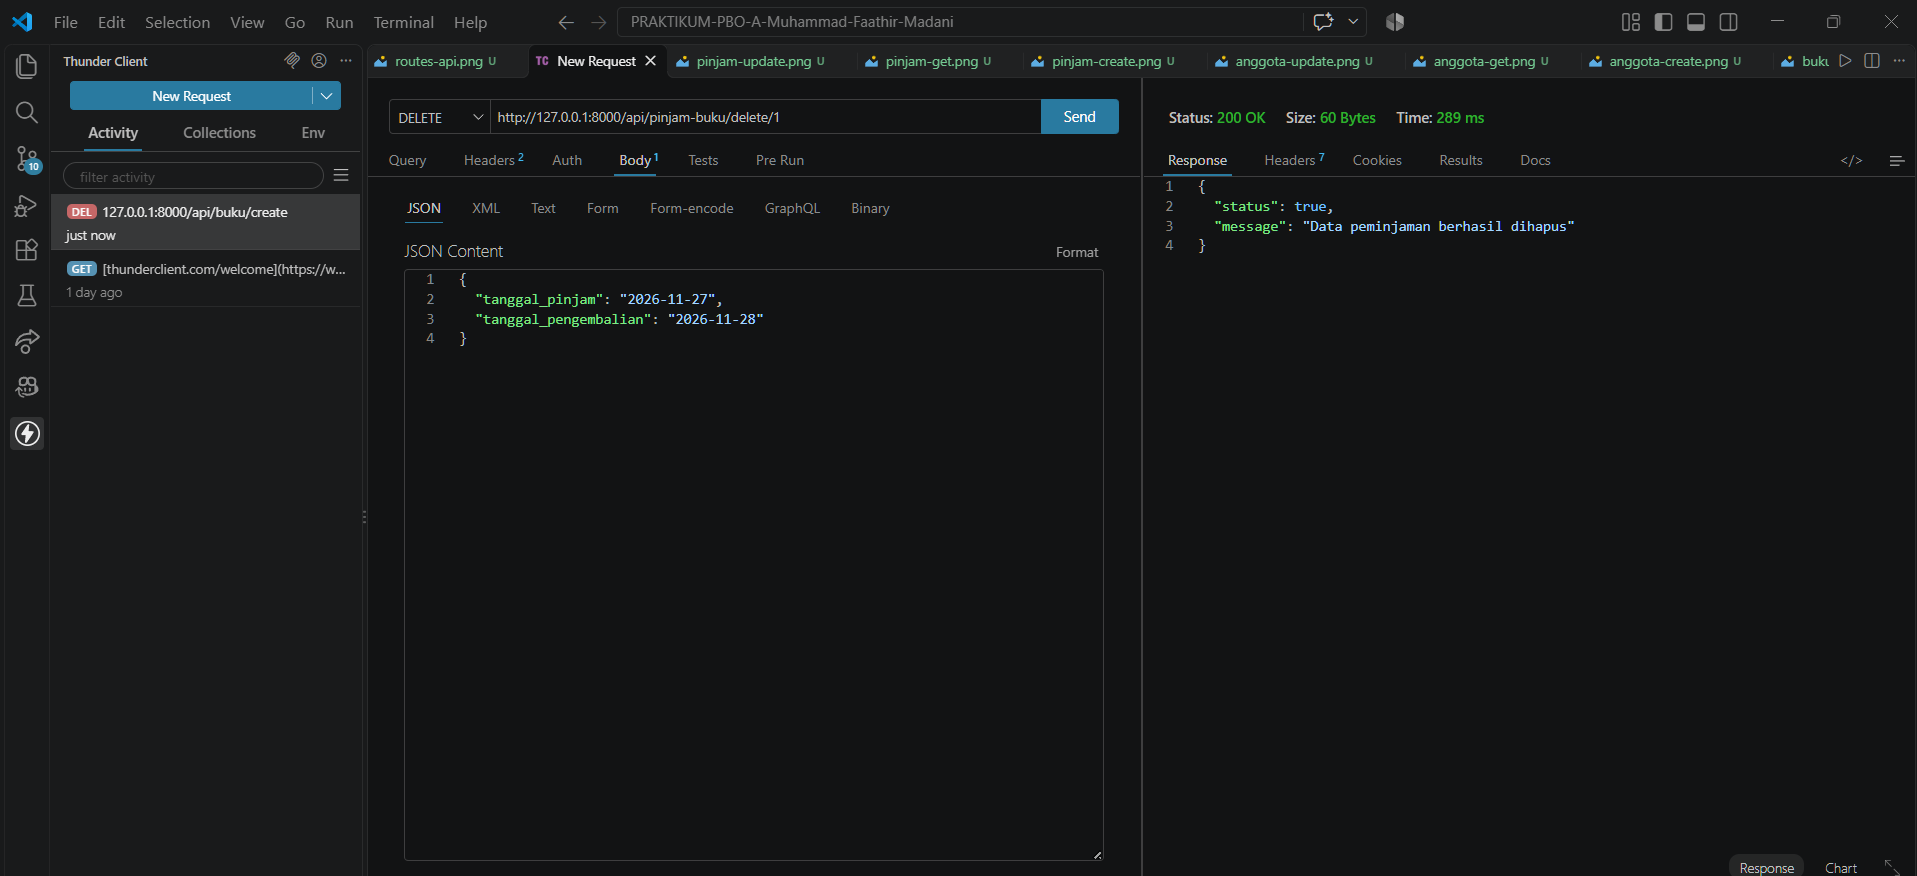 File Edit Selection View Go Run Terminal Help
PRAKTIKUM-PBO-A-Muhammad-Faathir-Madani
Thunder Client
routes-api.png U
TC New Request
pinjam-update.png U
pinjam-get.png U
pinjam-create.png U
anggota-update.png U
anggota-get.png U
anggota-create.png U
buku
New Request
Activity Collections Env
filter activity
DEL 127.0.0.1:8000/api/buku/create
just now
GET [thunderclient.com/welcome](https://w...
1 day ago
10
DELETE http://127.0.0.1:8000/api/pinjam-buku/delete/1 Send
Query Headers 2 Auth Body 1 Tests Pre Run
JSON XML Text Form Form-encode GraphQL Binary
JSON Content Format
1 {
2 "tanggal_pinjam": "2026-11-27",
3 "tanggal_pengembalian": "2026-11-28"
4 }
Status: 200 OK Size: 60 Bytes Time: 289 ms
Response Headers 7 Cookies Results Docs </>
1 {
2 "status": true,
3 "message": "Data peminjaman berhasil dihapus"
4 }
Response Chart